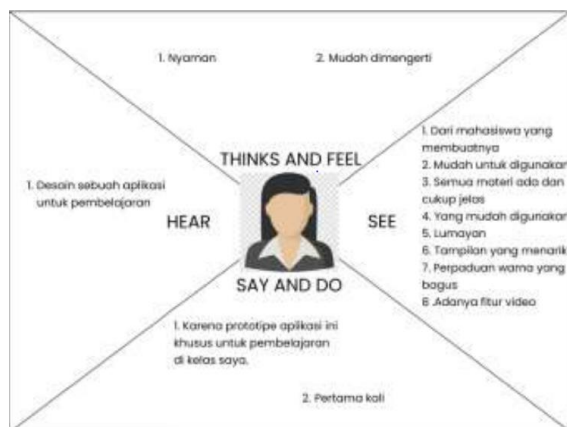 1. Nyaman
2. Mudah dimengerti
THINKS AND FEEL
1. Desain sebuah aplikasi
untuk pembelajaran
HEAR
SEE
1. Dari mahasiswa yang
membuatnya
2. Mudah untuk digunakan
3. Semua materi ada dan
cukup jelas
4. Yang mudah digunakan
5. Lumayan
6. Tampilan yang menarik
7. Perpaduan warna yang
bagus
8 .Adanya fitur video
SAY AND DO
1. Karena prototipe aplikasi ini
khusus untuk pembelajaran
di kelas saya.
2. Pertama kali